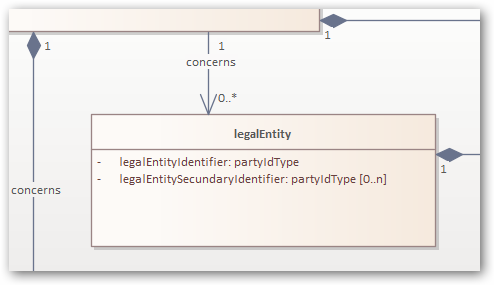 1
1
1
concerns
0..*
legalEntity
- legalEntityIdentifier: partyIdType
- legalEntitySecundaryIdentifier: partyIdType [0..n]
1
concerns